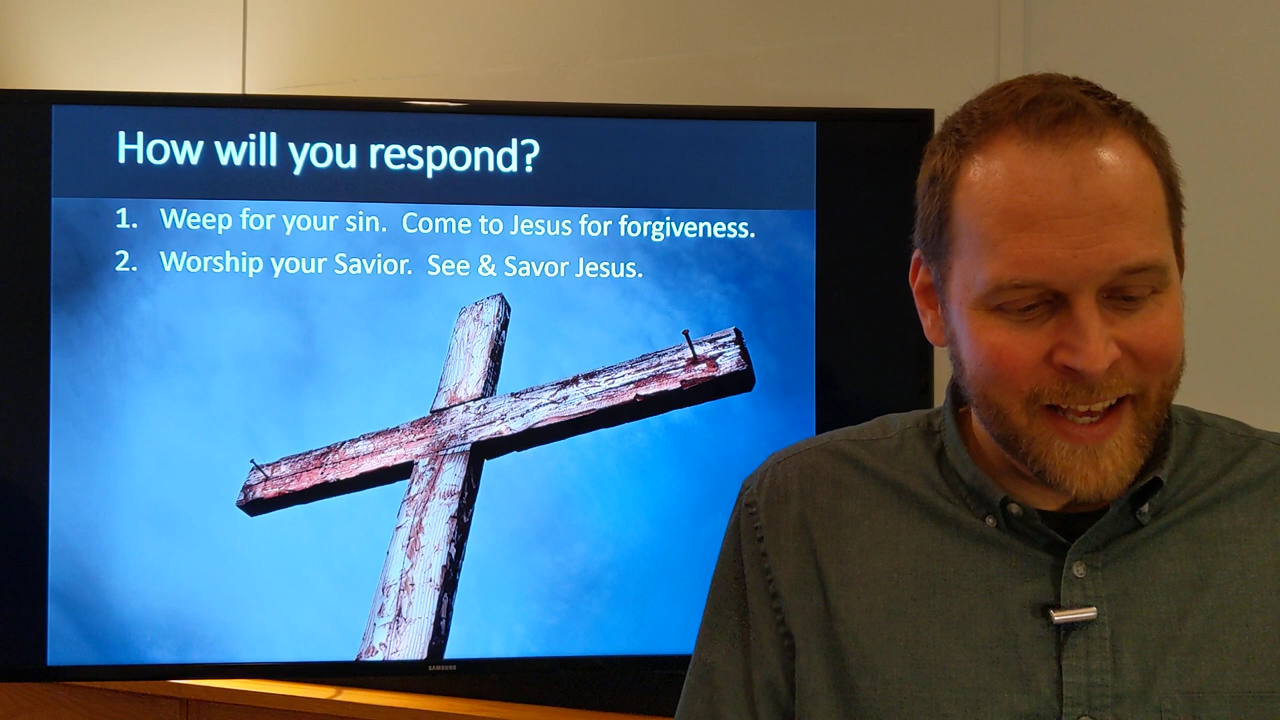 How will you respond?
1. Weep for your sin. Come to Jesus for forgiveness.
2. Worship your Savior. See & Savor Jesus.
SAMSUNG